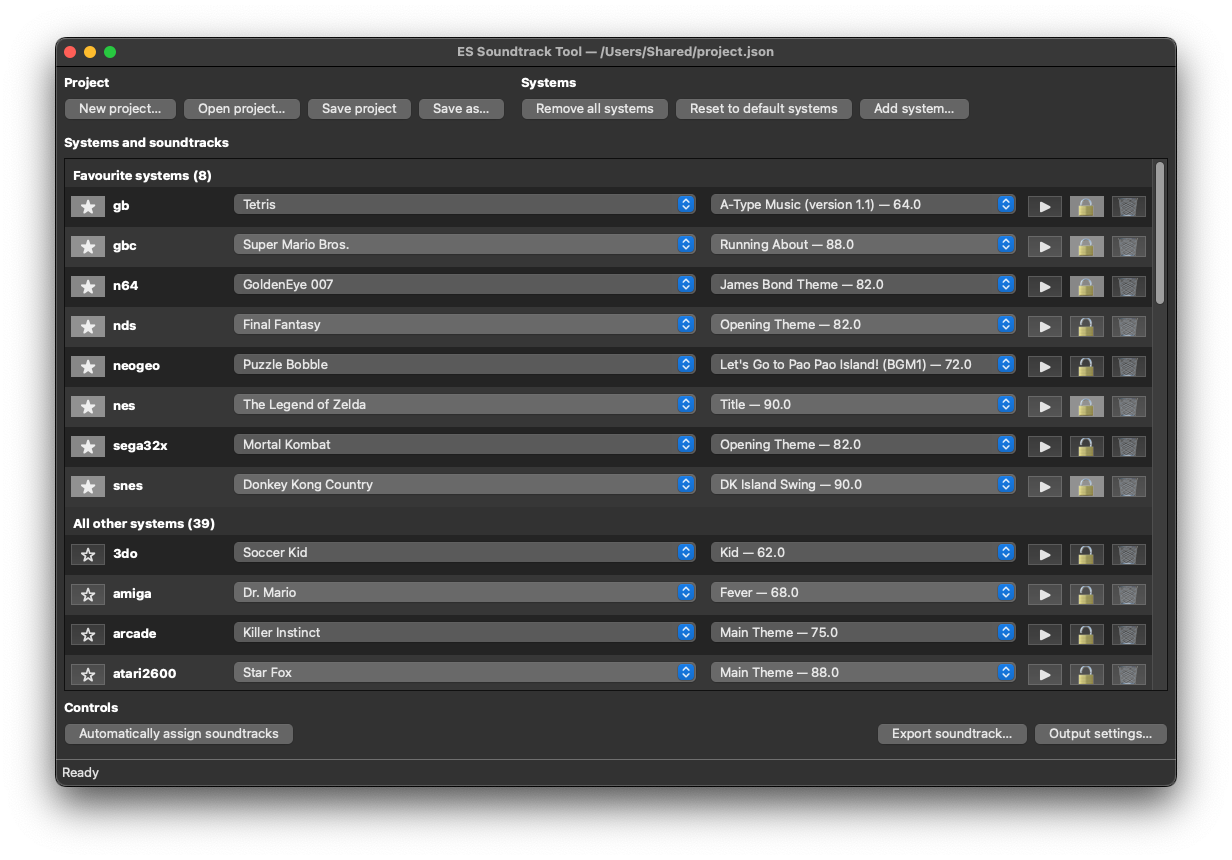 ES Soundtrack Tool — /Users/Shared/project.json
Project
Systems
New project...
Open project...
Save project
Save as...
Remove all systems
Reset to default systems
Add system...
Systems and soundtracks
Favourite systems (8)
gb Tetris A-Type Music (version 1.1) — 64.0
gbc Super Mario Bros. Running About — 88.0
n64 GoldenEye 007 James Bond Theme — 82.0
nds Final Fantasy Opening Theme — 82.0
neogeo Puzzle Bobble Let's Go to Pao Pao Island! (BGM1) — 72.0
nes The Legend of Zelda Title — 90.0
sega32x Mortal Kombat Opening Theme — 82.0
snes Donkey Kong Country DK Island Swing — 90.0
All other systems (39)
3do Soccer Kid Kid — 62.0
amiga Dr. Mario Fever — 68.0
arcade Killer Instinct Main Theme — 75.0
atari2600 Star Fox Main Theme — 88.0
Controls
Automatically assign soundtracks
Export soundtrack...
Output settings...
Ready